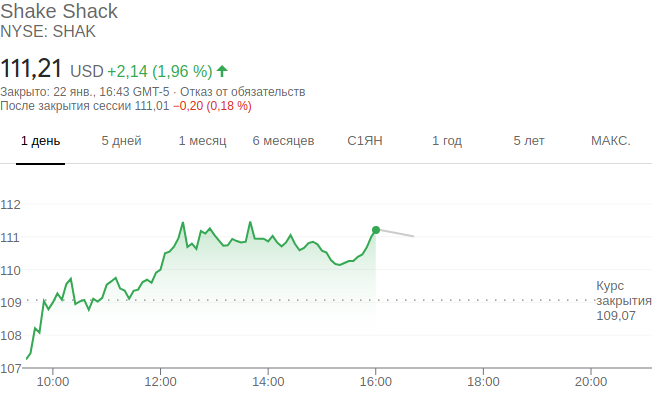 Shake Shack
NYSE: SHAK
111,21 USD +2,14 (1,96 %)
Закрыто: 22 янв., 16:43 GMT-5 · Отказ от обязательств
После закрытия сессии 111,01 −0,20 (0,18 %)
1 день 5 дней 1 месяц 6 месяцев С1ЯН 1 год 5 лет МАКС.
112
111
110
Курс
109 закрытия
109,07
108
107
10:00 12:00 14:00 16:00 18:00 20:00